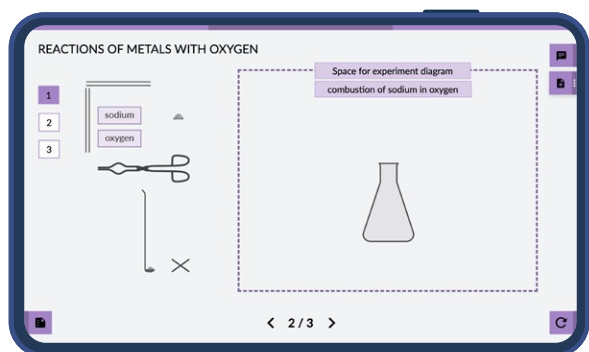 REACTIONS OF METALS WITH OXYGEN
Space for experiment diagram
combustion of sodium in oxygen
1
2
3
sodium
oxygen
2 / 3